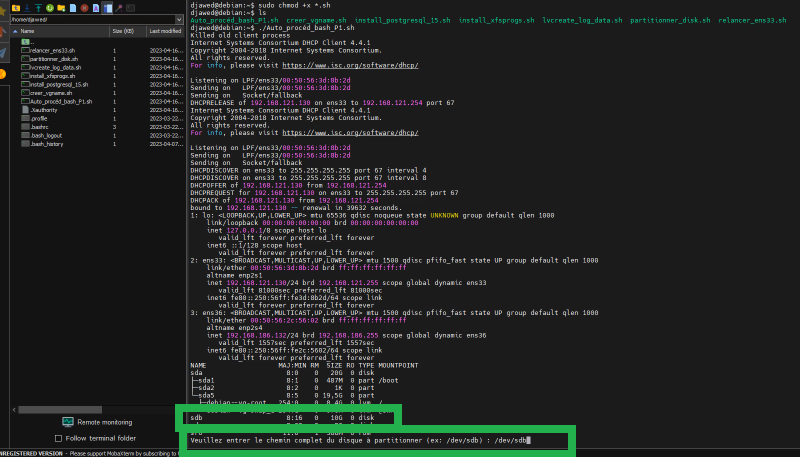 /home/djawed/
Name Size (KB) Last modified
..
relancer_ens33.sh 1 2023-04-16...
partitionner_disk.sh 1 2023-04-16...
lvcreate_log_data.sh 1 2023-04-16...
install_xfsprogs.sh 1 2023-04-16...
install_postgresql_15.sh 1 2023-04-16...
creer_vgname.sh 1 2023-04-16...
Auto_procéd_bash_P1.sh 1 2023-04-16...
.Xauthority 1 2023-04-16...
.profile 1 2023-03-22...
.bashrc 3 2023-03-22...
.bash_logout 1 2023-03-22...
.bash_history 1 2023-04-07...
Remote monitoring
Follow terminal folder
REGISTERED VERSION - Please support MobaXterm by subscribing to
djawed@debian:~$ sudo chmod +x *.sh
djawed@debian:~$ ls
Auto_procéd_bash_P1.sh creer_vgname.sh install_postgresql_15.sh install_xfsprogs.sh lvcreate_log_data.sh partitionner_disk.sh relancer_ens33.sh
djawed@debian:~$ ./Auto_procéd_bash_P1.sh
Killed old client process
Internet Systems Consortium DHCP Client 4.4.1
Copyright 2004-2018 Internet Systems Consortium.
All rights reserved.
For info, please visit https://www.isc.org/software/dhcp/
Listening on LPF/ens33/00:50:56:3d:8b:2d
Sending on LPF/ens33/00:50:56:3d:8b:2d
Sending on Socket/fallback
DHCPRELEASE of 192.168.121.130 on ens33 to 192.168.121.254 port 67
Internet Systems Consortium DHCP Client 4.4.1
Copyright 2004-2018 Internet Systems Consortium.
All rights reserved.
For info, please visit https://www.isc.org/software/dhcp/
Listening on LPF/ens33/00:50:56:3d:8b:2d
Sending on LPF/ens33/00:50:56:3d:8b:2d
Sending on Socket/fallback
DHCPDISCOVER on ens33 to 255.255.255.255 port 67 interval 4
DHCPDISCOVER on ens33 to 255.255.255.255 port 67 interval 8
DHCPOFFER of 192.168.121.130 from 192.168.121.254
DHCPREQUEST for 192.168.121.130 on ens33 to 255.255.255.255 port 67
DHCPACK of 192.168.121.130 from 192.168.121.254
bound to 192.168.121.130 -- renewal in 39632 seconds.
1: lo: <LOOPBACK,UP,LOWER_UP> mtu 65536 qdisc noqueue state UNKNOWN group default qlen 1000
link/loopback 00:00:00:00:00:00 brd 00:00:00:00:00:00
inet 127.0.0.1/8 scope host lo
valid_lft forever preferred_lft forever
inet6 ::1/128 scope host
valid_lft forever preferred_lft forever
2: ens33: <BROADCAST,MULTICAST,UP,LOWER_UP> mtu 1500 qdisc pfifo_fast state UP group default qlen 1000
link/ether 00:50:56:3d:8b:2d brd ff:ff:ff:ff:ff:ff
altname enp2s1
inet 192.168.121.130/24 brd 192.168.121.255 scope global dynamic ens33
valid_lft 81000sec preferred_lft 81000sec
inet6 fe80::250:56ff:fe3d:8b2d/64 scope link
valid_lft forever preferred_lft forever
3: ens36: <BROADCAST,MULTICAST,UP,LOWER_UP> mtu 1500 qdisc pfifo_fast state UP group default qlen 1000
link/ether 00:50:56:2c:56:02 brd ff:ff:ff:ff:ff:ff
altname enp2s4
inet 192.168.186.132/24 brd 192.168.186.255 scope global dynamic ens36
valid_lft 1557sec preferred_lft 1557sec
inet6 fe80::250:56ff:fe2c:5602/64 scope link
valid_lft forever preferred_lft forever
NAME MAJ:MIN RM SIZE RO TYPE MOUNTPOINT
sda 8:0 0 20G 0 disk
├─sda1 8:1 0 487M 0 part /boot
├─sda2 8:2 0 1K 0 part
└─sda5 8:5 0 19,5G 0 part
├─debian--vg-root 254:0 0 8,4G 0 lvm /
sdb 8:16 0 10G 0 disk
Veuillez entrer le chemin complet du disque à partitionner (ex: /dev/sdb) : /dev/sdb